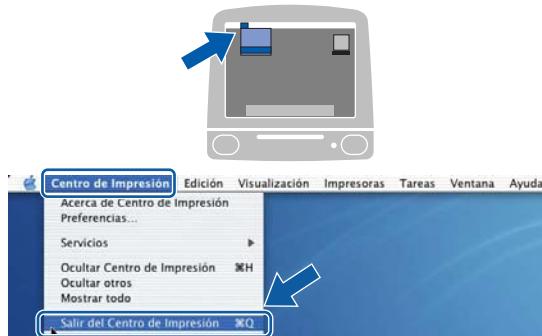 Centro de Impresión Edición Visualización Impresoras Tareas Ventana Ayuda
Acerca de Centro de Impresión
Preferencias...
Servicios
Ocultar Centro de Impresión ⌘H
Ocultar otros
Mostrar todo
Salir del Centro de Impresión ⌘Q